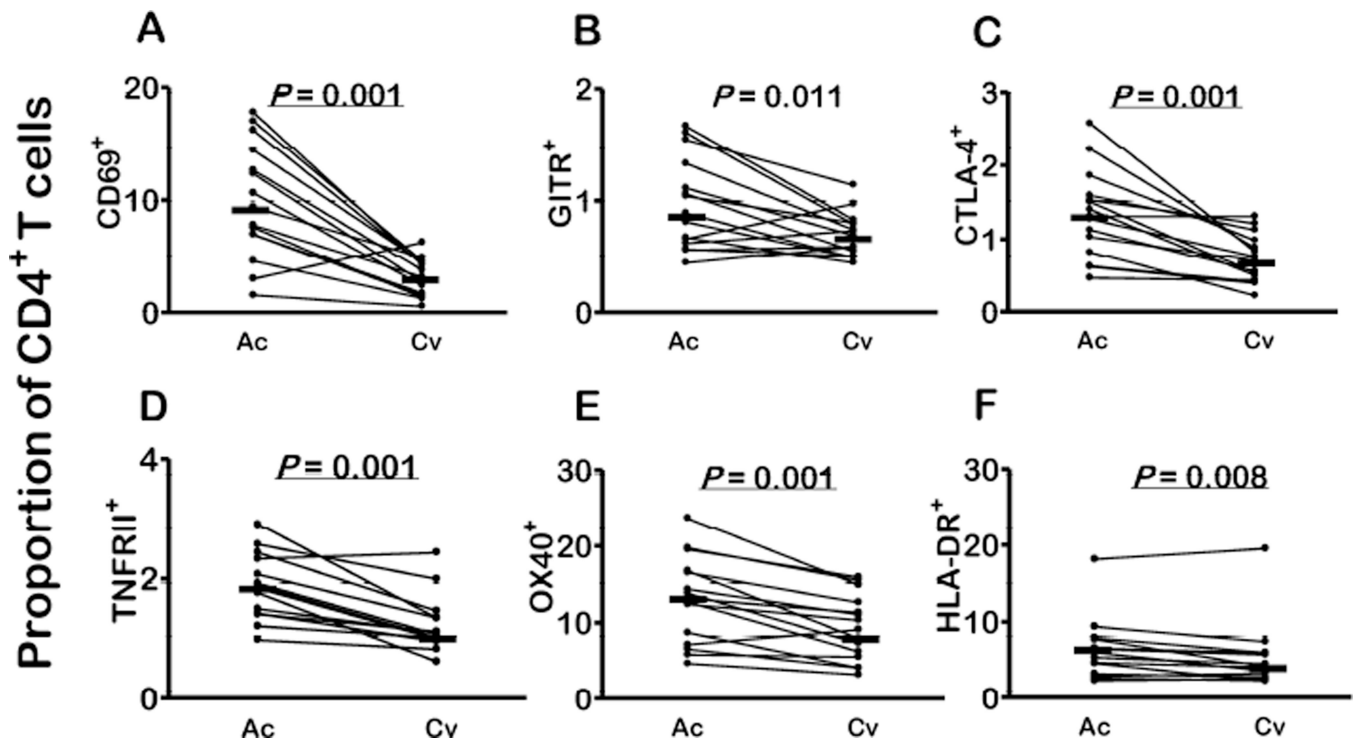 Proportion of CD4⁺ T cells
A
CD69⁺
20
10
0
P = 0.001
Ac
Cv
B
GITR⁺
2
1
0
P = 0.011
Ac
Cv
C
CTLA-4⁺
3
2
1
0
P = 0.001
Ac
Cv
D
TNFRII⁺
4
2
0
P = 0.001
Ac
Cv
E
OX40⁺
30
20
10
0
P = 0.001
Ac
Cv
F
HLA-DR⁺
30
20
10
0
P = 0.008
Ac
Cv